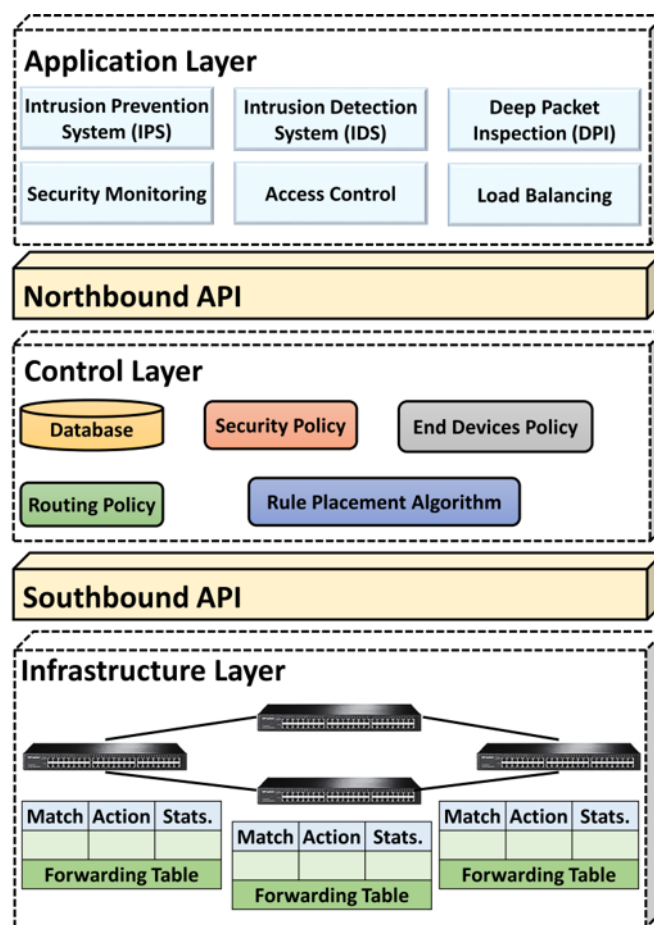 Application Layer
Intrusion Prevention
System (IPS)
Intrusion Detection
System (IDS)
Deep Packet
Inspection (DPI)
Security Monitoring
Access Control
Load Balancing
Northbound API
Control Layer
Database
Security Policy
End Devices Policy
Routing Policy
Rule Placement Algorithm
Southbound API
Infrastructure Layer
Match Action Stats.
Forwarding Table
Match Action Stats.
Forwarding Table
Match Action Stats.
Forwarding Table